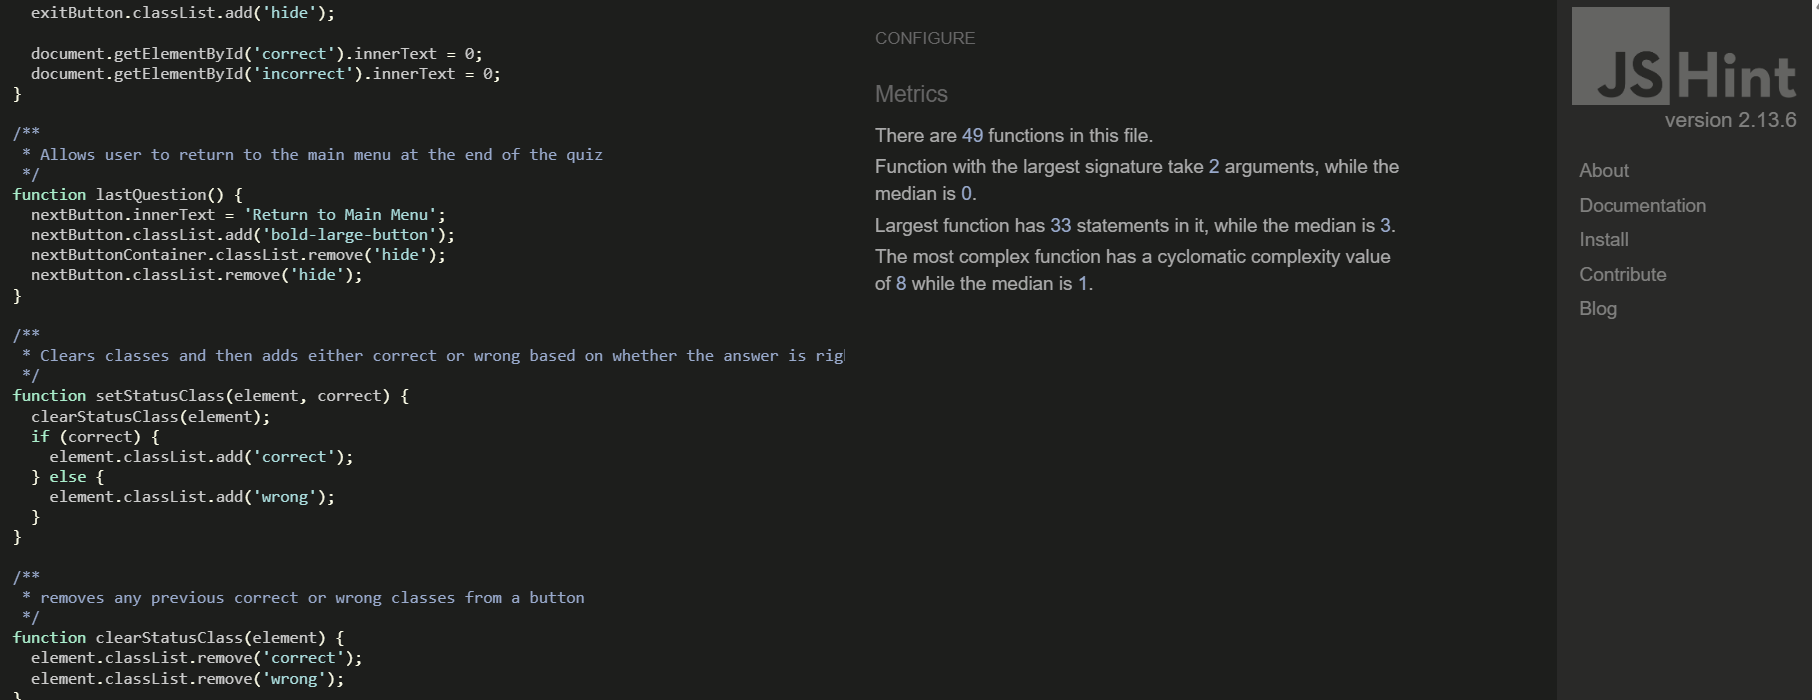 exitButton.classList.add('hide');
document.getElementById('correct').innerText = 0;
document.getElementById('incorrect').innerText = 0;
}
/**
* Allows user to return to the main menu at the end of the quiz
*/
function lastQuestion() {
nextButton.innerText = 'Return to Main Menu';
nextButton.classList.add('bold-large-button');
nextButtonContainer.classList.remove('hide');
nextButton.classList.remove('hide');
}
/**
* Clears classes and then adds either correct or wrong based on whether the answer is rig
*/
function setStatusClass(element, correct) {
clearStatusClass(element);
if (correct) {
element.classList.add('correct');
} else {
element.classList.add('wrong');
}
}
/**
* removes any previous correct or wrong classes from a button
*/
function clearStatusClass(element) {
element.classList.remove('correct');
element.classList.remove('wrong');
}
CONFIGURE
Metrics
There are 49 functions in this file.
Function with the largest signature take 2 arguments, while the
median is 0.
Largest function has 33 statements in it, while the median is 3.
The most complex function has a cyclomatic complexity value
of 8 while the median is 1.
JSHint
version 2.13.6
About
Documentation
Install
Contribute
Blog